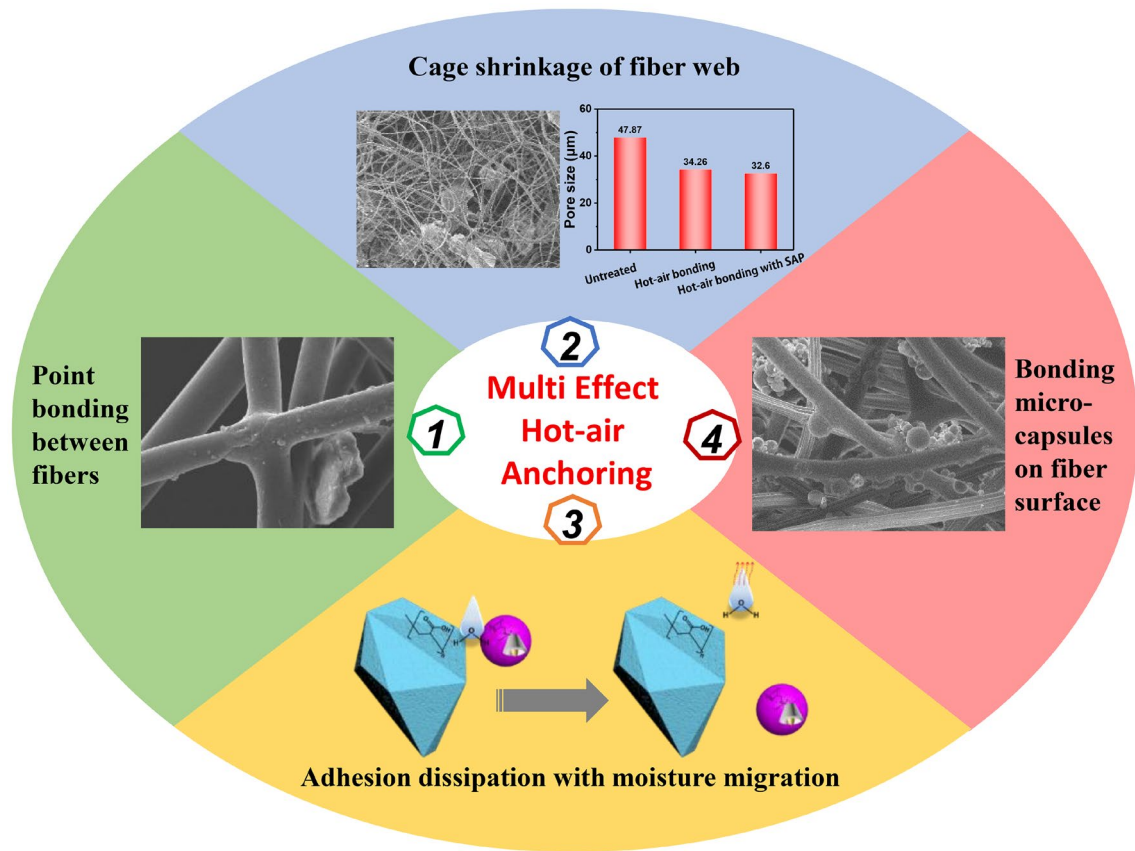 Cage shrinkage of fiber web
Pore size (μm)
60
40
20
0
47.87
34.26
32.6
Untreated
Hot-air bonding
Hot-air bonding with SAP
Point
bonding
between
fibers
1
2
Multi Effect
Hot-air
Anchoring
3
4
Bonding
micro-
capsules
on fiber
surface
O
OH
n
O
H
H
O
OH
n
O
H
H
Adhesion dissipation with moisture migration